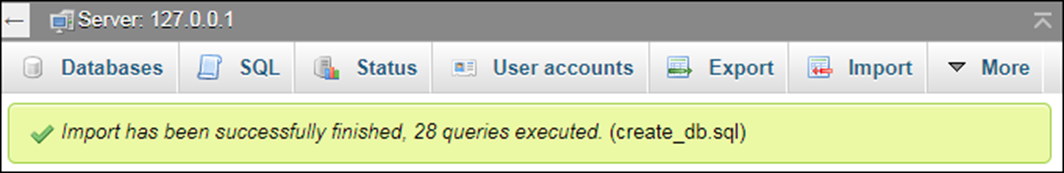 Server: 127.0.0.1
Databases SQL Status User accounts Export Import More
Import has been successfully finished, 28 queries executed. (create_db.sql)